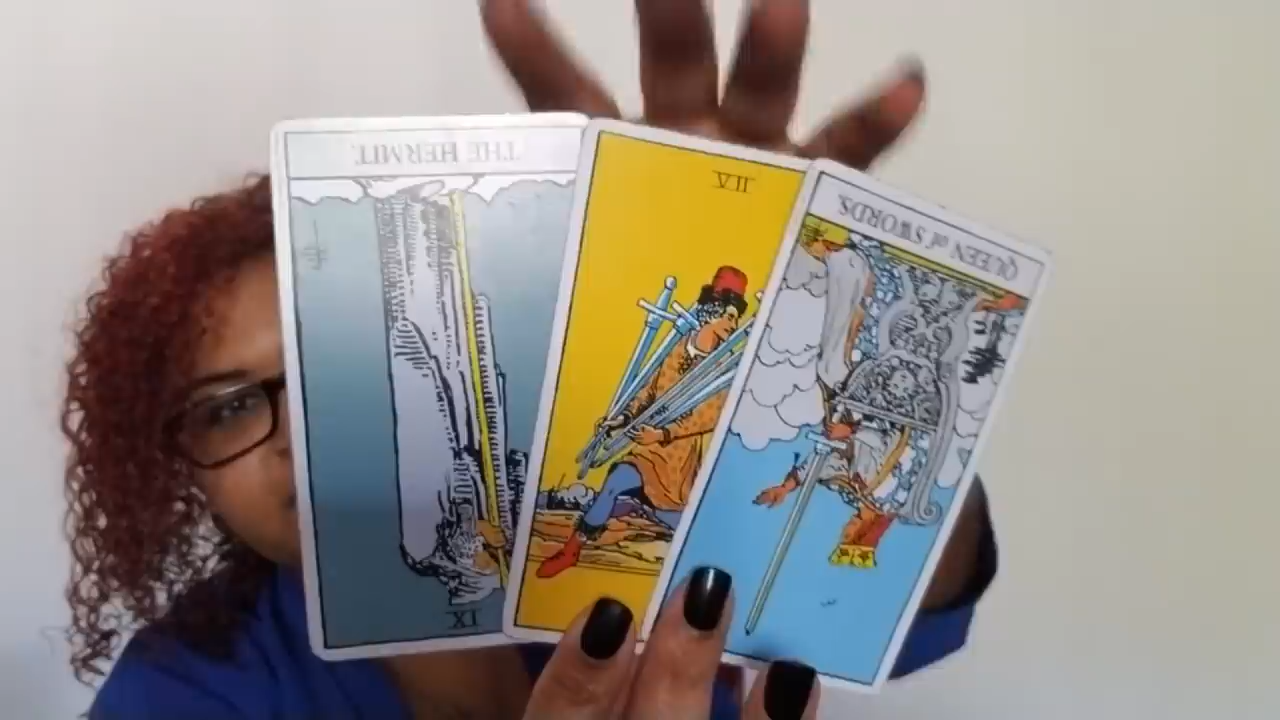 THE HERMIT.
VII
QUEEN of SWORDS.
IX